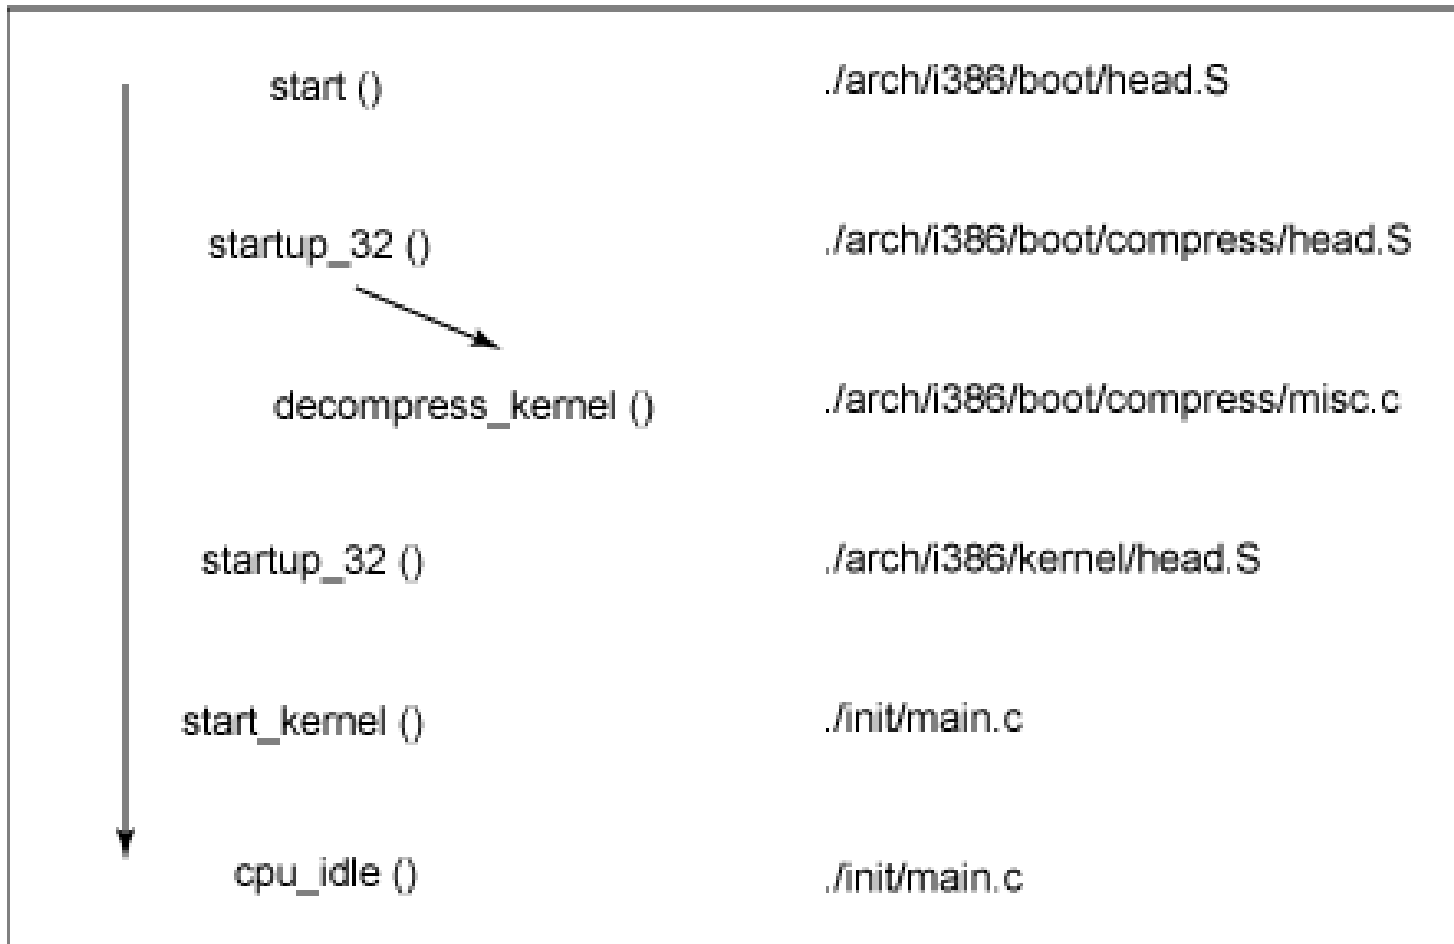 start () ./arch/i386/boot/head.S
startup_32 () ./arch/i386/boot/compress/head.S
decompress_kernel () ./arch/i386/boot/compress/misc.c
startup_32 () ./arch/i386/kernel/head.S
start_kernel () ./init/main.c
cpu_idle () ./init/main.c